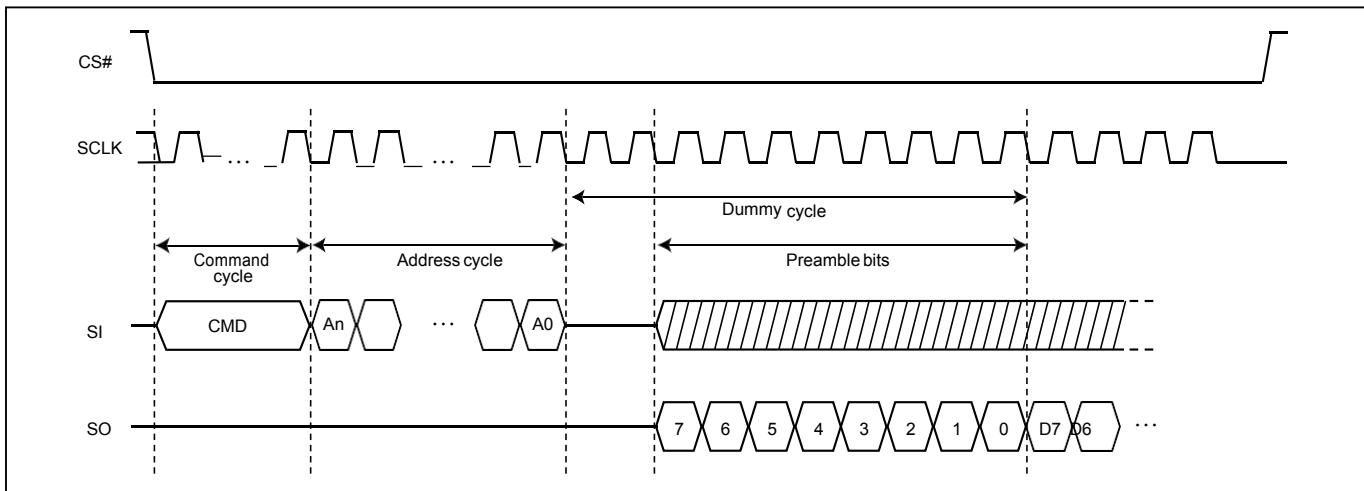 CS#
SCLK
... ...
Dummy cycle
Command cycle
Address cycle
Preamble bits
SI CMD An ... A0
SO 7 6 5 4 3 2 1 0 D7 D6 ...